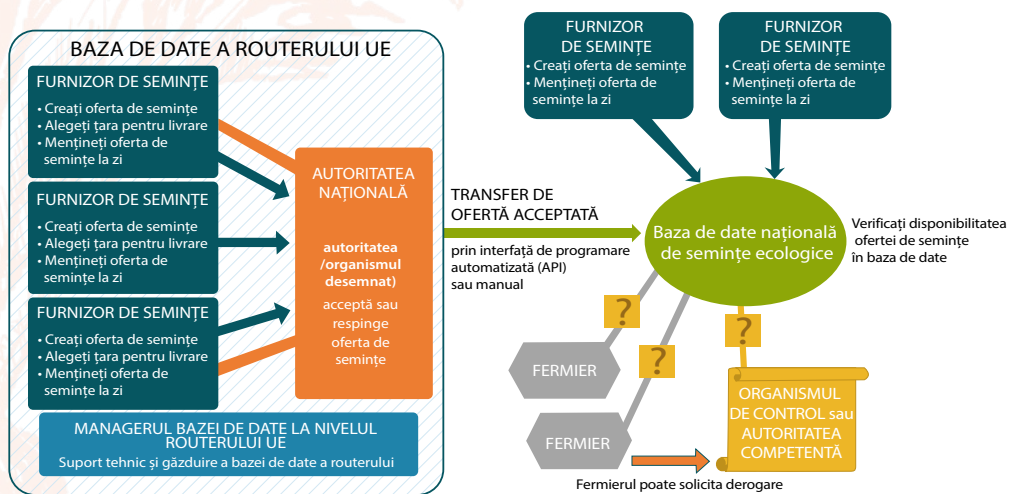 BAZA DE DATE A ROUTERULUI UE
FURNIZOR DE SEMINȚE
• Creați oferta de semințe
• Alegeți țara pentru livrare
• Mențineți oferta de
semințe la zi
FURNIZOR DE SEMINȚE
• Creați oferta de semințe
• Alegeți țara pentru livrare
• Mențineți oferta de
semințe la zi
FURNIZOR DE SEMINȚE
• Creați oferta de semințe
• Alegeți țara pentru livrare
• Mențineți oferta de
semințe la zi
AUTORITATEA
NAȚIONALĂ
autoritatea
/organismul
desemnat)
acceptă sau
respinge
oferta de
semințe
MANAGERUL BAZEI DE DATE LA NIVELUL
ROUTERULUI UE
Suport tehnic și găzduire a bazei de date a routerului
TRANSFER DE
OFERTĂ ACCEPTATĂ
prin interfață de programare
automatizată (API)
sau manual
FURNIZOR
DE SEMINȚE
• Creați oferta de semințe
• Mențineți oferta de
semințe la zi
FURNIZOR
DE SEMINȚE
• Creați oferta de semințe
• Mențineți oferta de
semințe la zi
Baza de date națională
de semințe ecologice
Verificați disponibilitatea
ofertei de semințe
în baza de date
?
?
?
FERMIER
FERMIER
ORGANISMUL
DE CONTROL sau
AUTORITATEA
COMPETENTĂ
Fermierul poate solicita derogare